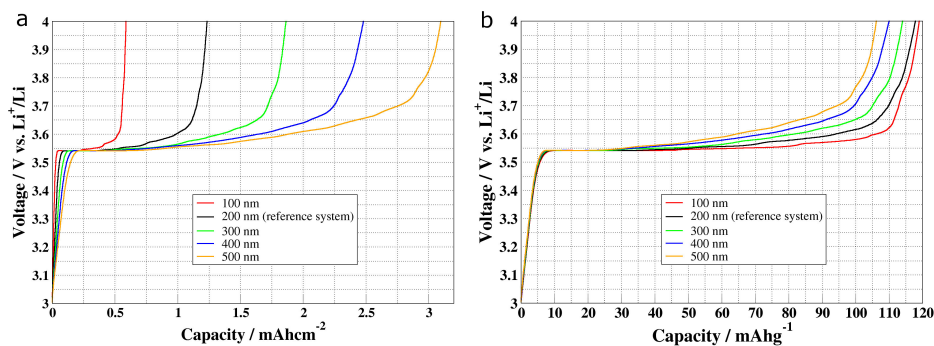 a
4
3.9
3.8
3.7
3.6
3.5
3.4
3.3
3.2
3.1
3
Voltage / V vs. Li+/Li
100 nm
200 nm (reference system)
300 nm
400 nm
500 nm
0 0.5 1 1.5 2 2.5 3
Capacity / mAhcm-2
b
4
3.9
3.8
3.7
3.6
3.5
3.4
3.3
3.2
3.1
3
Voltage / V vs. Li+/Li
100 nm
200 nm (reference system)
300 nm
400 nm
500 nm
0 10 20 30 40 50 60 70 80 90 100 110 120
Capacity / mAhg-1